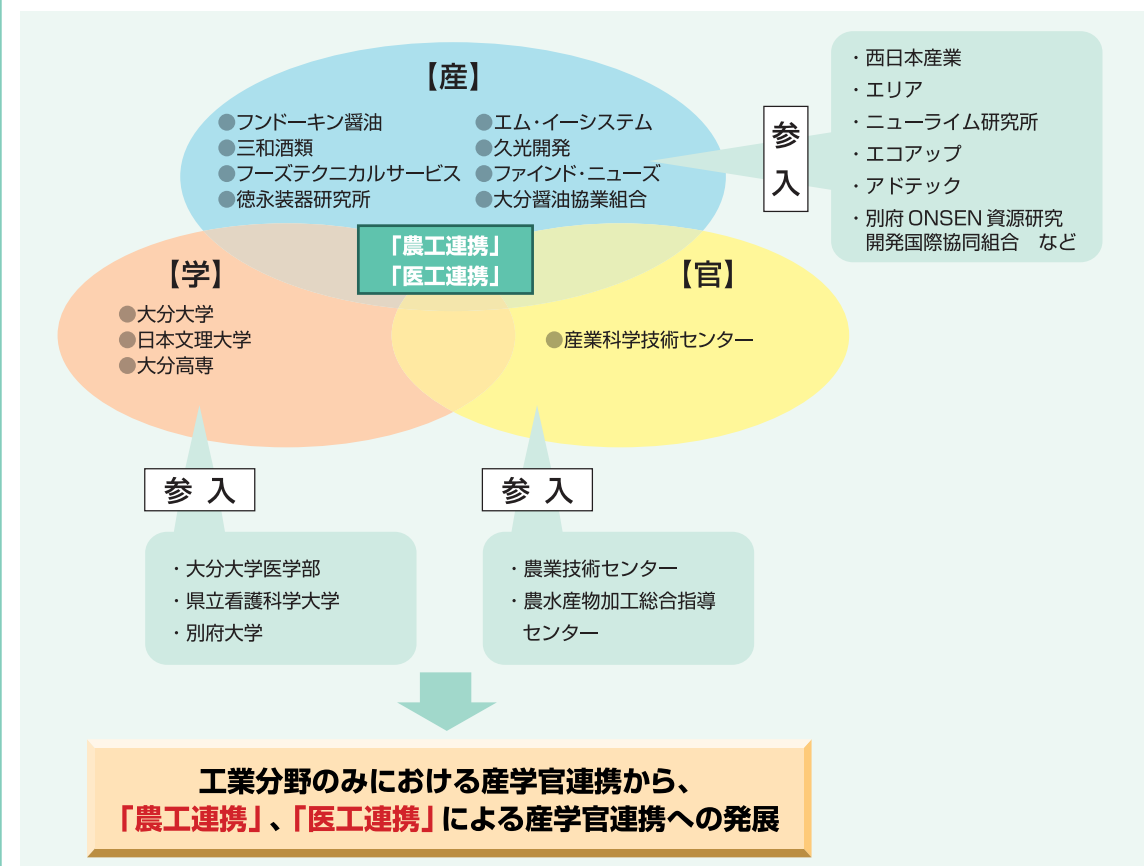 【産】
●フンドーキン醤油
●三和酒類
●フーズテクニカルサービス
●徳永装器研究所
●エム・イーシステム
●久光開発
●ファインド・ニューズ
●大分醤油協業組合
参
入
・西日本産業
・エリア
・ニューライム研究所
・エコアップ
・アドテック
・別府ONSEN資源研究
開発国際協同組合　など
「農工連携」
「医工連携」
【学】
●大分大学
●日本文理大学
●大分高専
【官】
●産業科学技術センター
参 入
・大分大学医学部
・県立看護科学大学
・別府大学
参 入
・農業技術センター
・農水産物加工総合指導
センター
工業分野のみにおける産学官連携から、
「農工連携」、「医工連携」による産学官連携への発展